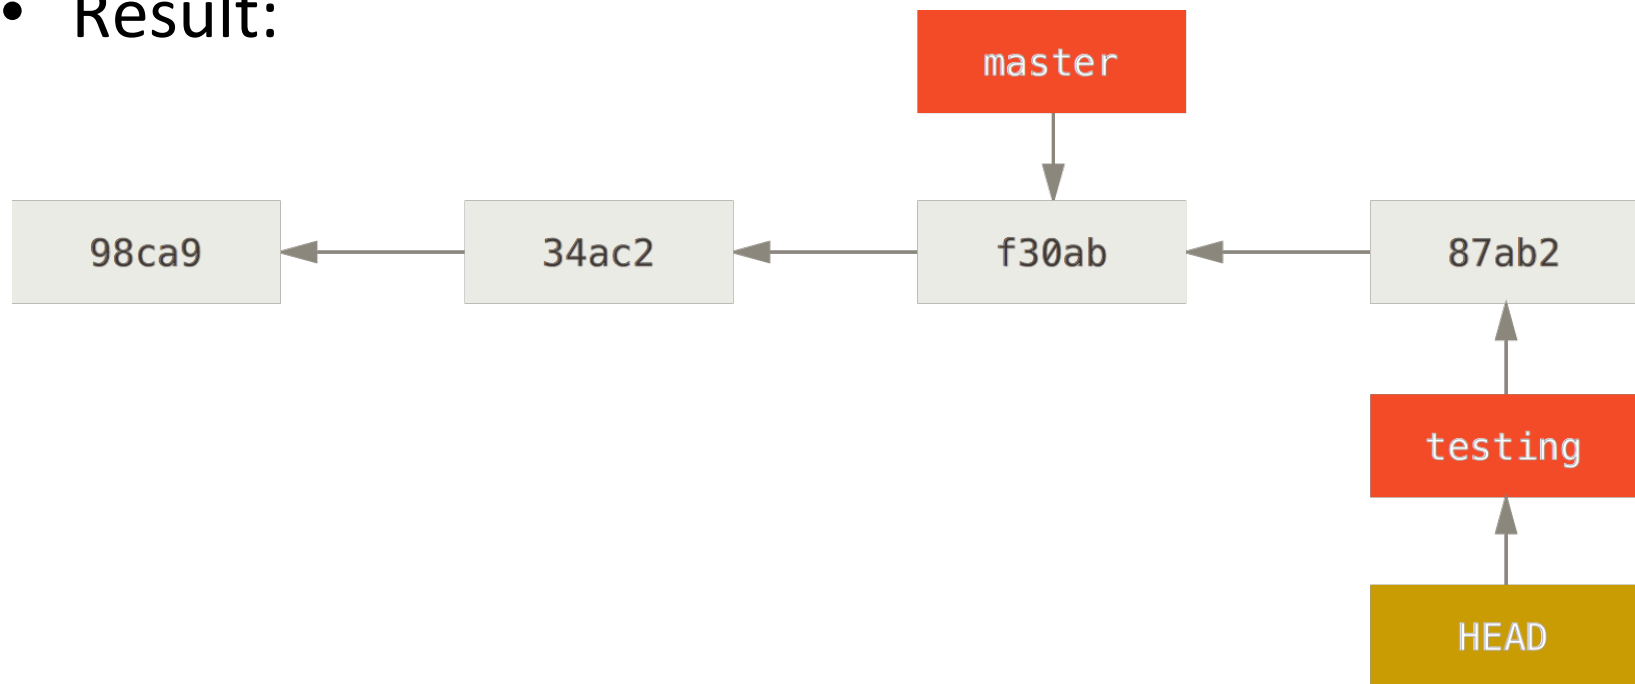 • Result:
master
98ca9 34ac2 f30ab 87ab2
testing
HEAD